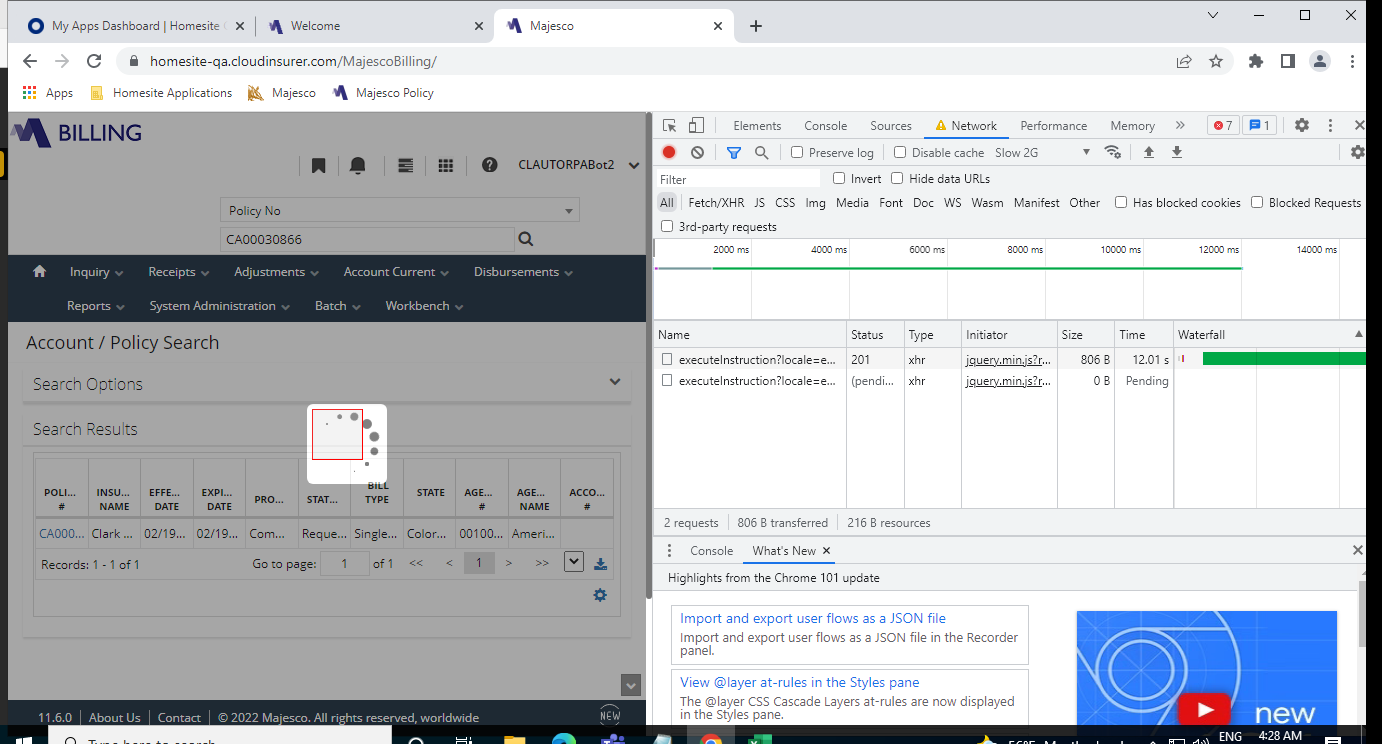 My Apps Dashboard | Homesite
Welcome
Majesco
homesite-qa.cloudinsurer.com/MajescoBilling/
Apps
Homesite Applications
Majesco
Majesco Policy
BILLING
CLAUTORPABot2
Policy No
CA00030866
Inquiry
Receipts
Adjustments
Account Current
Disbursements
Reports
System Administration
Batch
Workbench
Account / Policy Search
Search Options
Search Results
POLI... #
INSU... NAME
EFFE... DATE
EXPI... DATE
PRO...
STAT...
BILL TYPE
STATE
AGE... #
AGE... NAME
ACCO... #
CA000... Clark ... 02/19... 02/19... Com... Reque... Single... Color... 00100... Ameri...
Records: 1 - 1 of 1
Go to page: 1 of 1 << < 1 > >>
11.6.0 | About Us | Contact | © 2022 Majesco. All rights reserved, worldwide
NEW
Elements
Console
Sources
Network
Performance
Memory
»
7
1
Preserve log
Disable cache
Slow 2G
Filter
Invert
Hide data URLs
All
Fetch/XHR
JS
CSS
Img
Media
Font
Doc
WS
Wasm
Manifest
Other
Has blocked cookies
Blocked Requests
3rd-party requests
2000 ms
4000 ms
6000 ms
8000 ms
10000 ms
12000 ms
14000 ms
Name Status Type Initiator Size Time Waterfall
executeInstruction?locale=e... 201 xhr jquery.min.js?r... 806 B 12.01 s
executeInstruction?locale=e... (pendi... xhr jquery.min.js?r... 0 B Pending
2 requests
806 B transferred
216 B resources
Console
What's New
Highlights from the Chrome 101 update
Import and export user flows as a JSON file
Import and export user flows as a JSON file in the Recorder
panel.
View @layer at-rules in the Styles pane
The @layer CSS Cascade Layers at-rules are now displayed
in the Styles pane.
new
Type here to search
ENG
4:28 AM